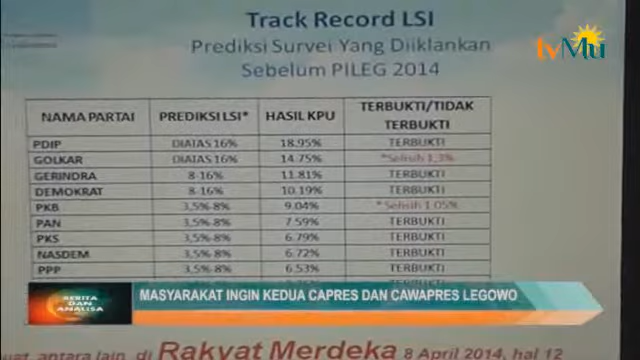 Track Record LSI
Prediksi Survei Yang Diiklankan
Sebelum PILEG 2014
tvMu
NAMA PARTAI PREDIKSI LSI* HASIL KPU TERBUKTI/TIDAK TERBUKTI
PDIP DIATAS 16% 18.95% TERBUKTI
GOLKAR DIATAS 16% 14.75% *Selisih 1,3%
GERINDRA 8-16% 11.81% TERBUKTI
DEMOKRAT 8-16% 10.19% TERBUKTI
PKB 3,5%-8% 9.04% *Selisih 1.05%
PAN 3,5%-8% 7.59% TERBUKTI
PKS 3,5%-8% 6.79% TERBUKTI
NASDEM 3,5%-8% 6.72% TERBUKTI
PPP 3,5%-8% 6.53% TERBUKTI
BERITA DAN ANALISA
MASYARAKAT INGIN KEDUA CAPRES DAN CAWAPRES LEGOWO
antara lain, di Rakyat Merdeka 8 April 2014, hal 12